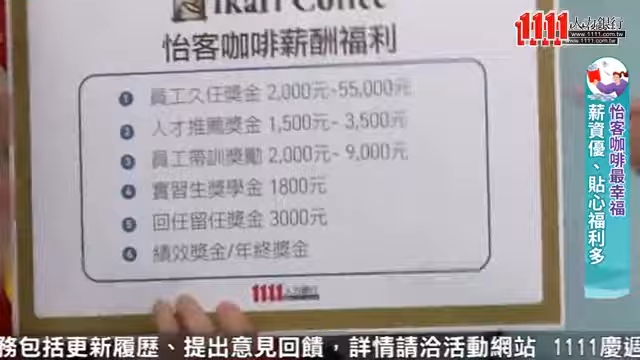 ikari Coffee
怡客咖啡薪酬福利
1 員工久任獎金 2,000元~55,000元
2 人才推薦獎金 1,500元~ 3,500元
3 員工帶訓獎勵 2,000元~ 9,000元
4 實習生獎學金 1800元
5 回任留任獎金 3000元
6 績效獎金/年終獎金
1111人力銀行
1111人力銀行
www.1111.com.tw
怡客咖啡最幸福
薪資優、貼心福利多
務包括更新履歷、提出意見回饋，詳情請洽活動網站 1111慶週